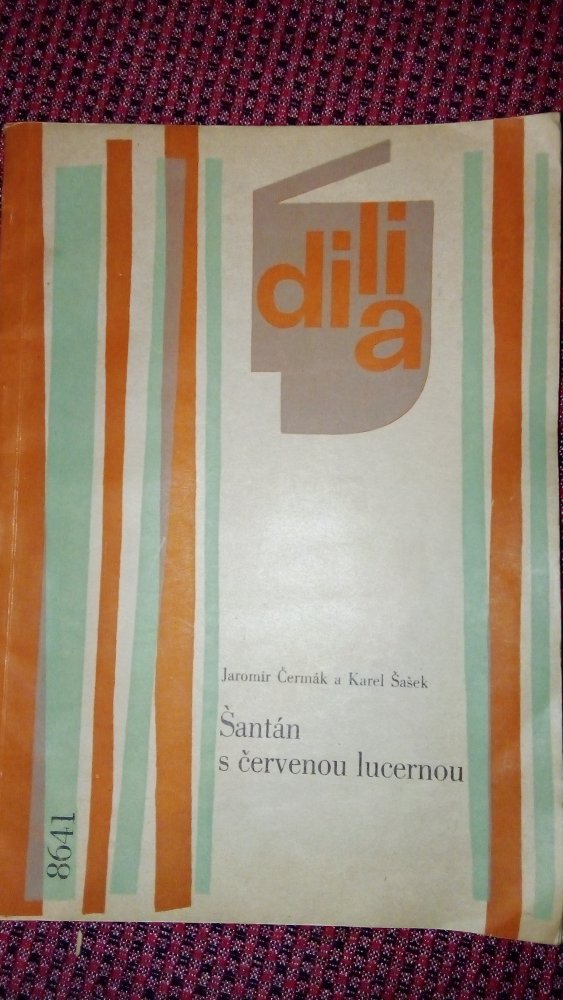 dili
a
Jaromír Čermák a Karel Šašek
Šantán
s červenou lucernou
8641